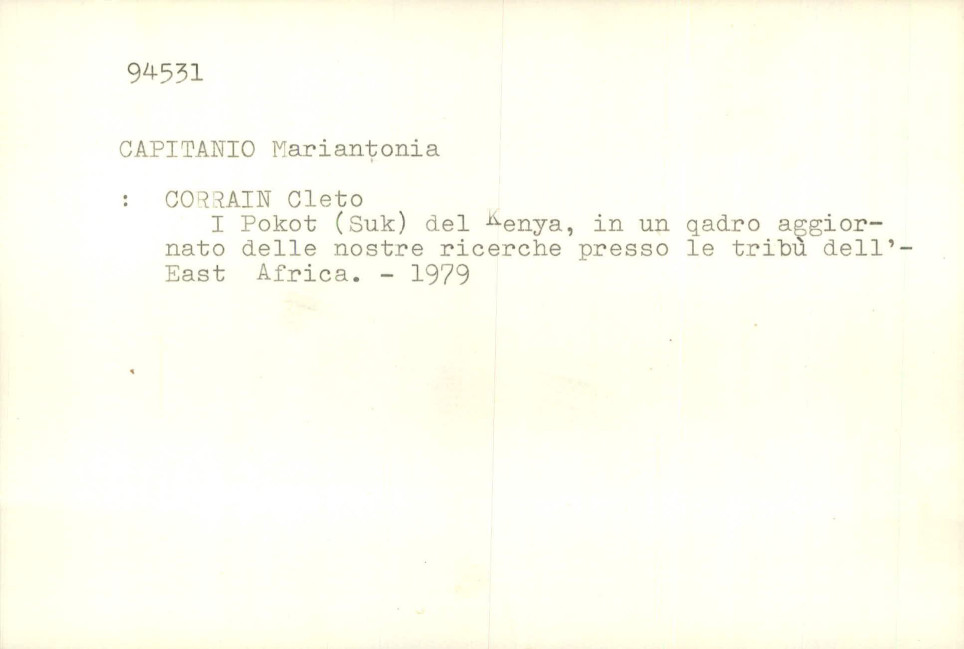 94531
CAPITANIO Mariantonia
: CORRAIN Cleto
I Pokot (Suk) del Kenya, in un qadro aggior-
nato delle nostre ricerche presso le tribù dell'-
East Africa. - 1979